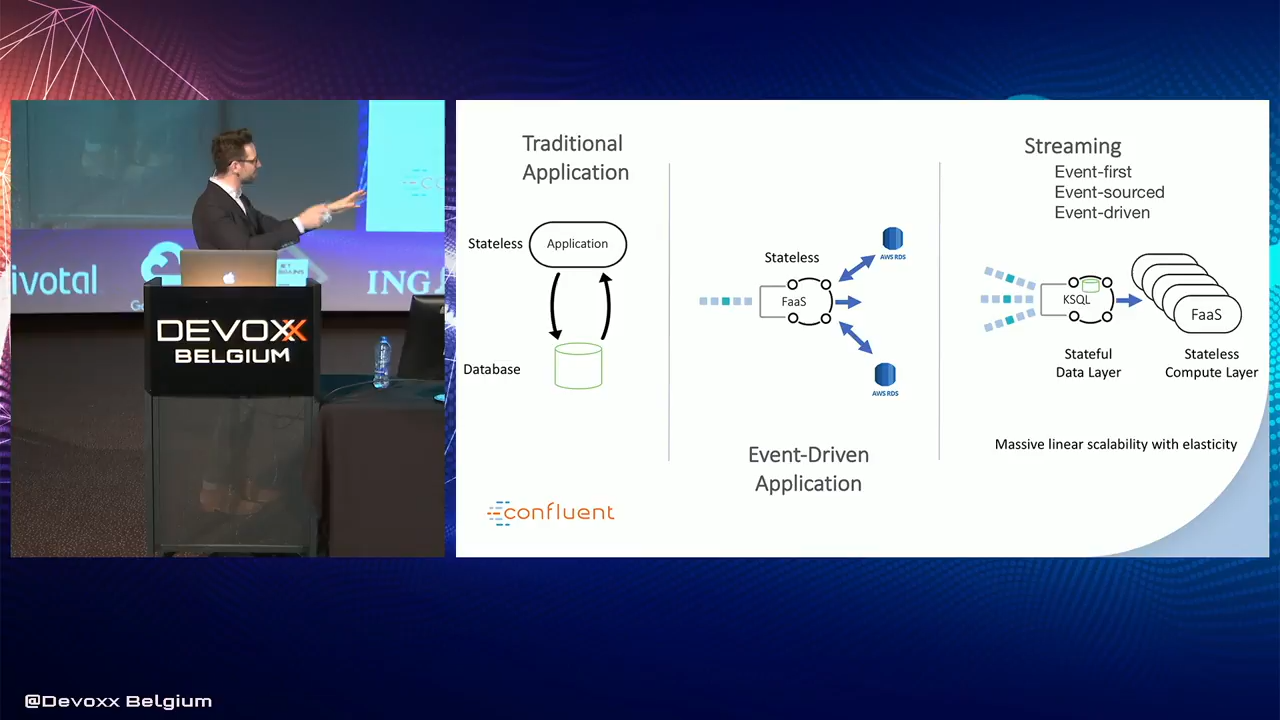 ivotal
ING
DEVOXX
BELGIUM
Traditional
Application
Stateless
Application
Database
confluent
Stateless
FaaS
AWS RDS
AWS RDS
Event-Driven
Application
Streaming
Event-first
Event-sourced
Event-driven
KSQL
FaaS
Stateful
Data Layer
Stateless
Compute Layer
Massive linear scalability with elasticity
@Devoxx Belgium